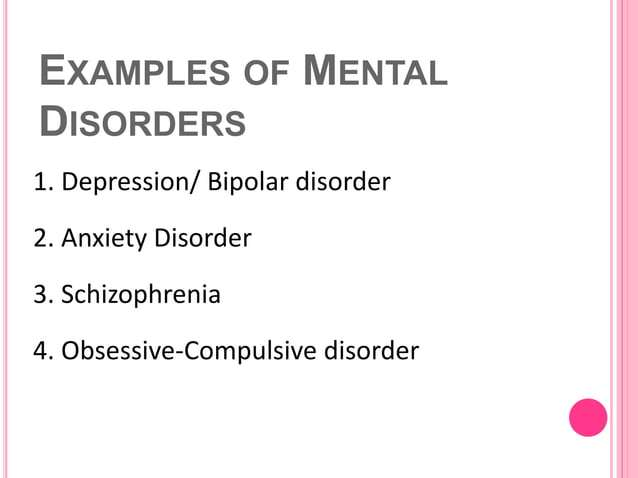 EXAMPLES OF MENTAL
DISORDERS
1. Depression/ Bipolar disorder
2. Anxiety Disorder
3. Schizophrenia
4. Obsessive-Compulsive disorder